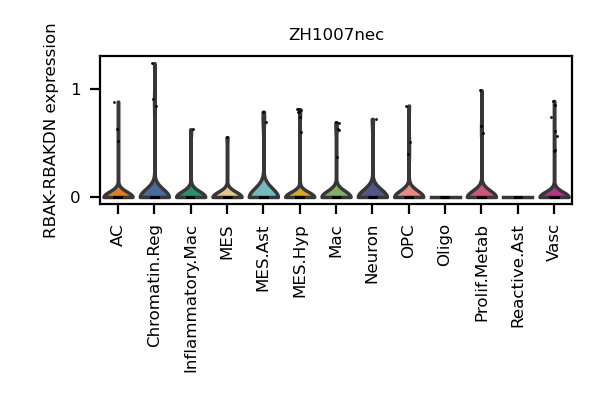 ZH1007nec
RBAK-RBAKDN expression
1
0
AC
Chromatin.Reg
Inflammatory.Mac
MES
MES.Ast
MES.Hyp
Mac
Neuron
OPC
Oligo
Prolif.Metab
Reactive.Ast
Vasc